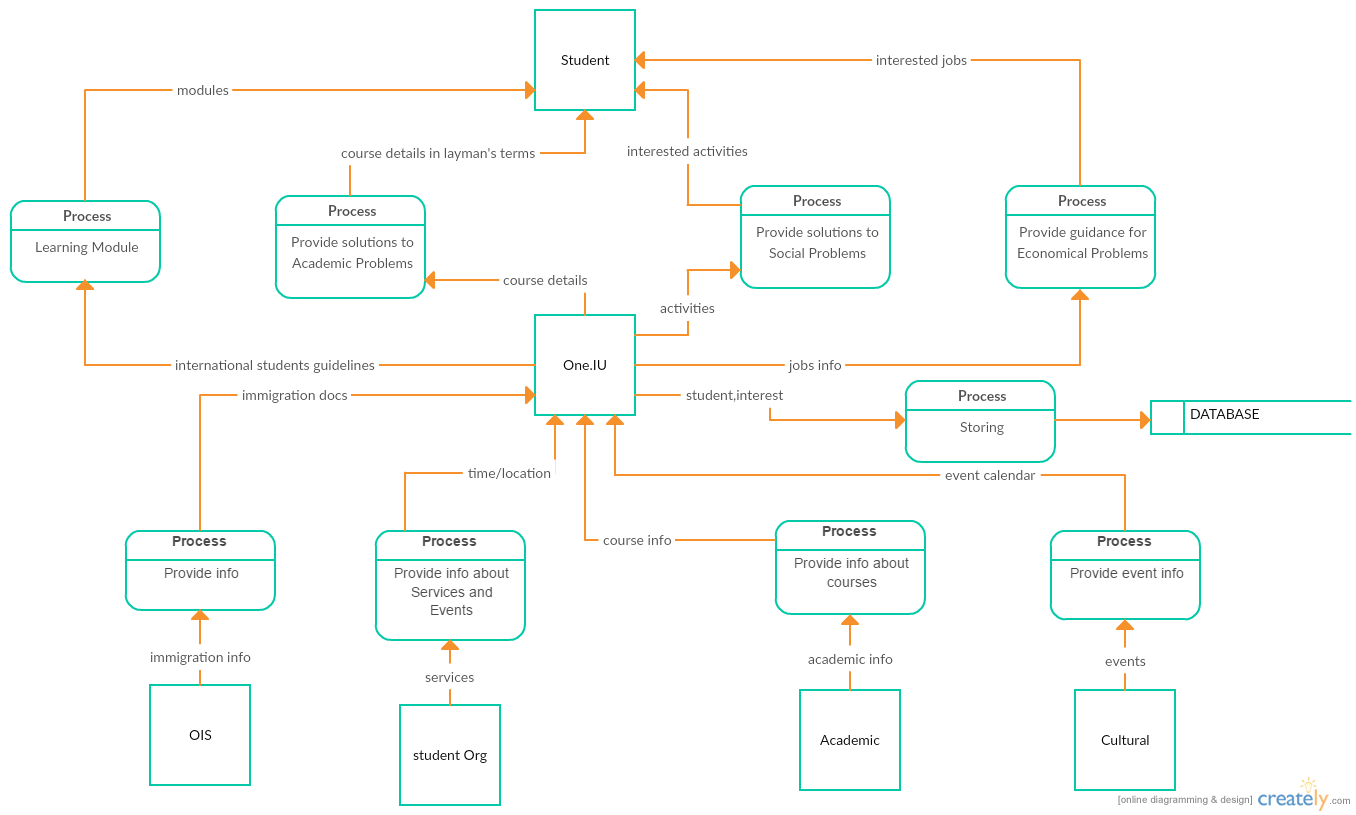 Student
interested jobs
modules
course details in layman's terms
interested activities
Process
Learning Module
Process
Provide solutions to
Academic Problems
Process
Provide solutions to
Social Problems
Process
Provide guidance for
Economical Problems
course details
activities
One.IU
international students guidelines
jobs info
immigration docs
student,interest
Process
Storing
DATABASE
time/location
event calendar
course info
Process
Provide info
Process
Provide info about
Services and
Events
Process
Provide info about
courses
Process
Provide event info
immigration info
services
academic info
events
OIS
student Org
Academic
Cultural
[online diagramming & design] creately.com